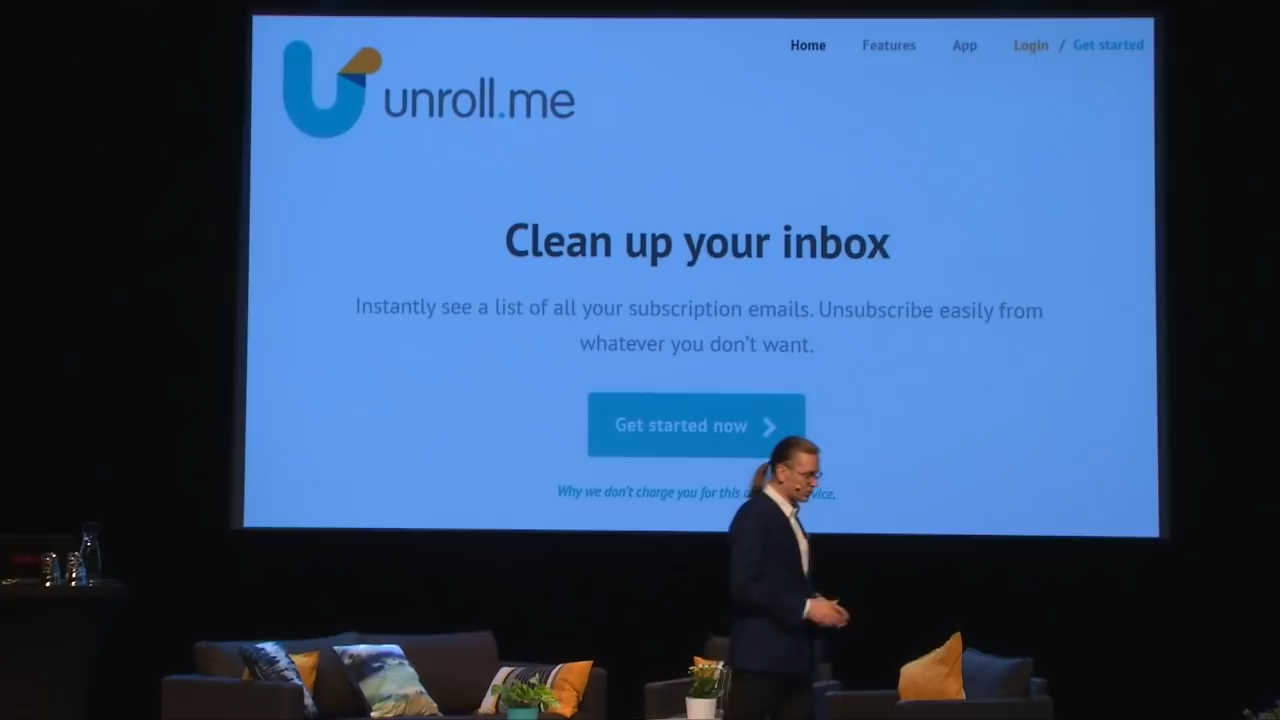 Home Features App Login / Get started
unroll.me
Clean up your inbox
Instantly see a list of all your subscription emails. Unsubscribe easily from
whatever you don't want.
Get started now
Why we don't charge you for this